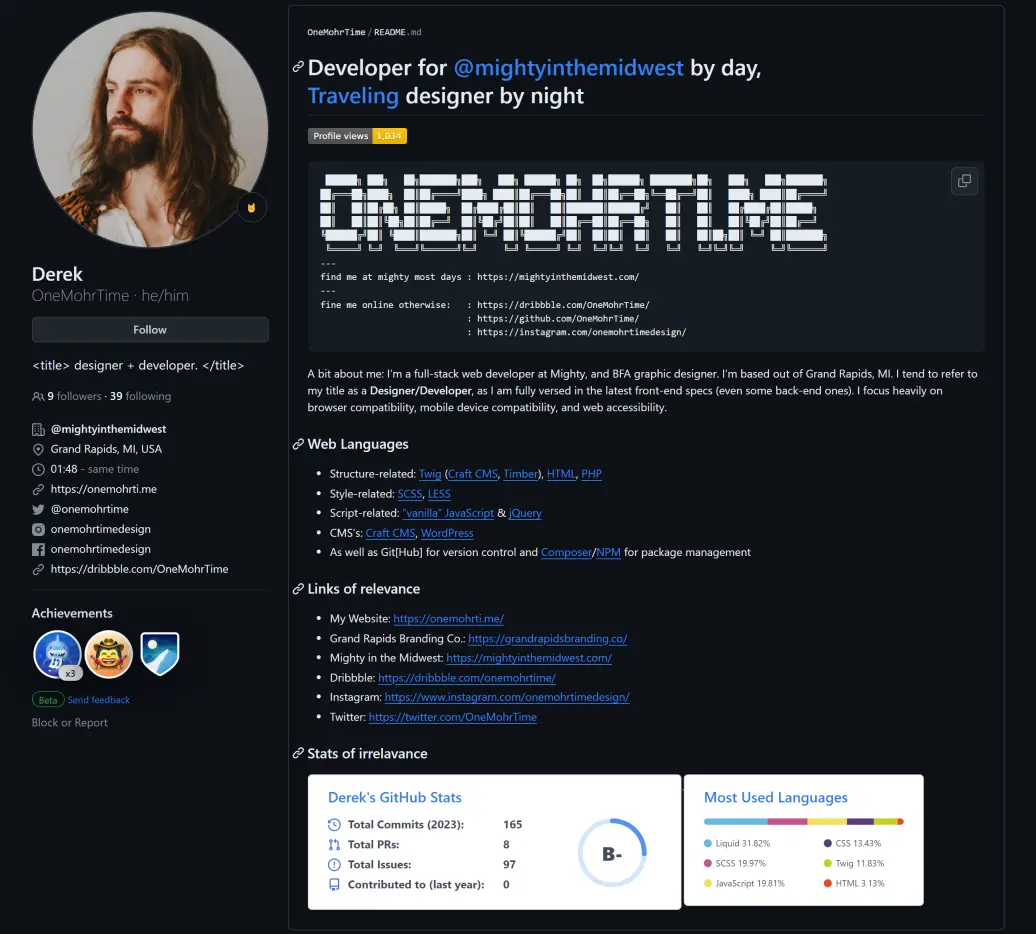 Derek
OneMohrTime · he/him
Follow
<title> designer + developer. </title>
9 followers · 39 following
@mightyinthemidwest
Grand Rapids, MI, USA
01:48 - same time
https://onemohrti.me
@onemohrtime
onemohrtimedesign
onemohrtimedesign
https://dribbble.com/OneMohrTime
Achievements
x3
Beta Send feedback
Block or Report
OneMohrTime / README.md
Developer for @mightyinthemidwest by day,
Traveling designer by night
Profile views 1,034
ONEMOHRTI.ME
---
find me at mighty most days : https://mightyinthemidwest.com/
---
fine me online otherwise: : https://dribbble.com/OneMohrTime/
: https://github.com/OneMohrTime/
: https://instagram.com/onemohrtimedesign/
A bit about me: I'm a full-stack web developer at Mighty, and BFA graphic designer. I'm based out of Grand Rapids, MI. I tend to refer to
my title as a Designer/Developer, as I am fully versed in the latest front-end specs (even some back-end ones). I focus heavily on
browser compatibility, mobile device compatibility, and web accessibility.
Web Languages
• Structure-related: Twig (Craft CMS, Timber), HTML, PHP
• Style-related: SCSS, LESS
• Script-related: "vanilla" JavaScript & jQuery
• CMS's: Craft CMS, WordPress
• As well as Git[Hub] for version control and Composer/NPM for package management
Links of relevance
• My Website: https://onemohrti.me/
• Grand Rapids Branding Co.: https://grandrapidsbranding.co/
• Mighty in the Midwest: https://mightyinthemidwest.com/
• Dribbble: https://dribbble.com/onemohrtime/
• Instagram: https://www.instagram.com/onemohrtimedesign/
• Twitter: https://twitter.com/OneMohrTime
Stats of irrelavance
Derek's GitHub Stats
Total Commits (2023): 165
Total PRs: 8
Total Issues: 97
Contributed to (last year): 0
B-
Most Used Languages
Liquid 31.82%
SCSS 19.97%
JavaScript 19.81%
CSS 13.43%
Twig 11.83%
HTML 3.13%